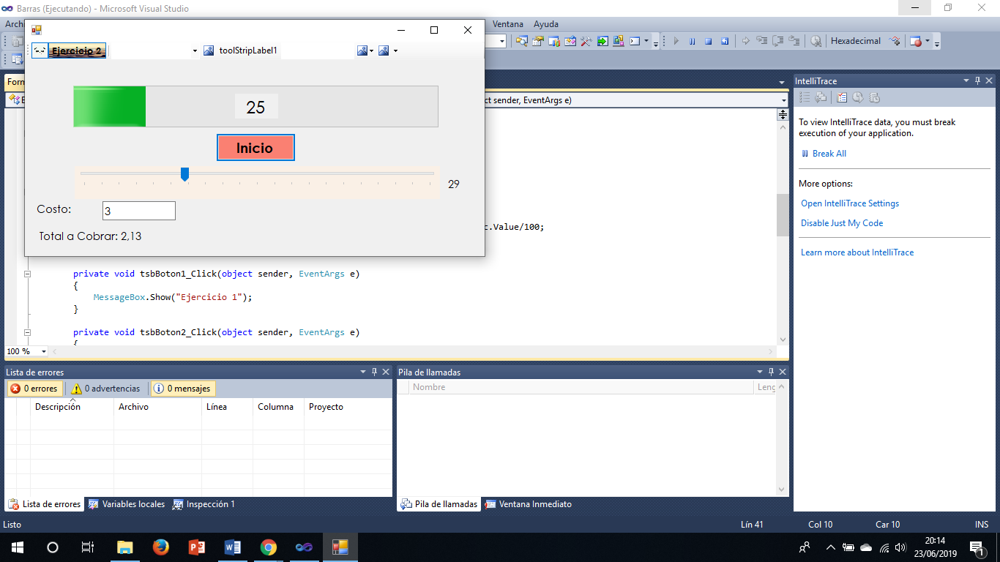 Barras (Ejecutando) - Microsoft Visual Studio
Ventana Ayuda
Ejercicio 2
toolStripLabel1
Hexadecimal
25
Inicio
29
Costo: 3
Total a Cobrar: 2,13
ct sender, EventArgs e)
c.Value/100;
private void tsbBoton1_Click(object sender, EventArgs e)
{
MessageBox.Show("Ejercicio 1");
}
private void tsbBoton2_Click(object sender, EventArgs e)
{
100 %
IntelliTrace
To view IntelliTrace data, you must break
execution of your application.
Break All
More options:
Open IntelliTrace Settings
Disable Just My Code
Learn more about IntelliTrace
Lista de errores
0 errores 0 advertencias 0 mensajes
Descripción Archivo Línea Columna Proyecto
Lista de errores Variables locales Inspección 1
Pila de llamadas
Nombre Leng
Pila de llamadas Ventana Inmediato
Listo Lín 41 Col 10 Car 10 INS
20:14
23/06/2019
1